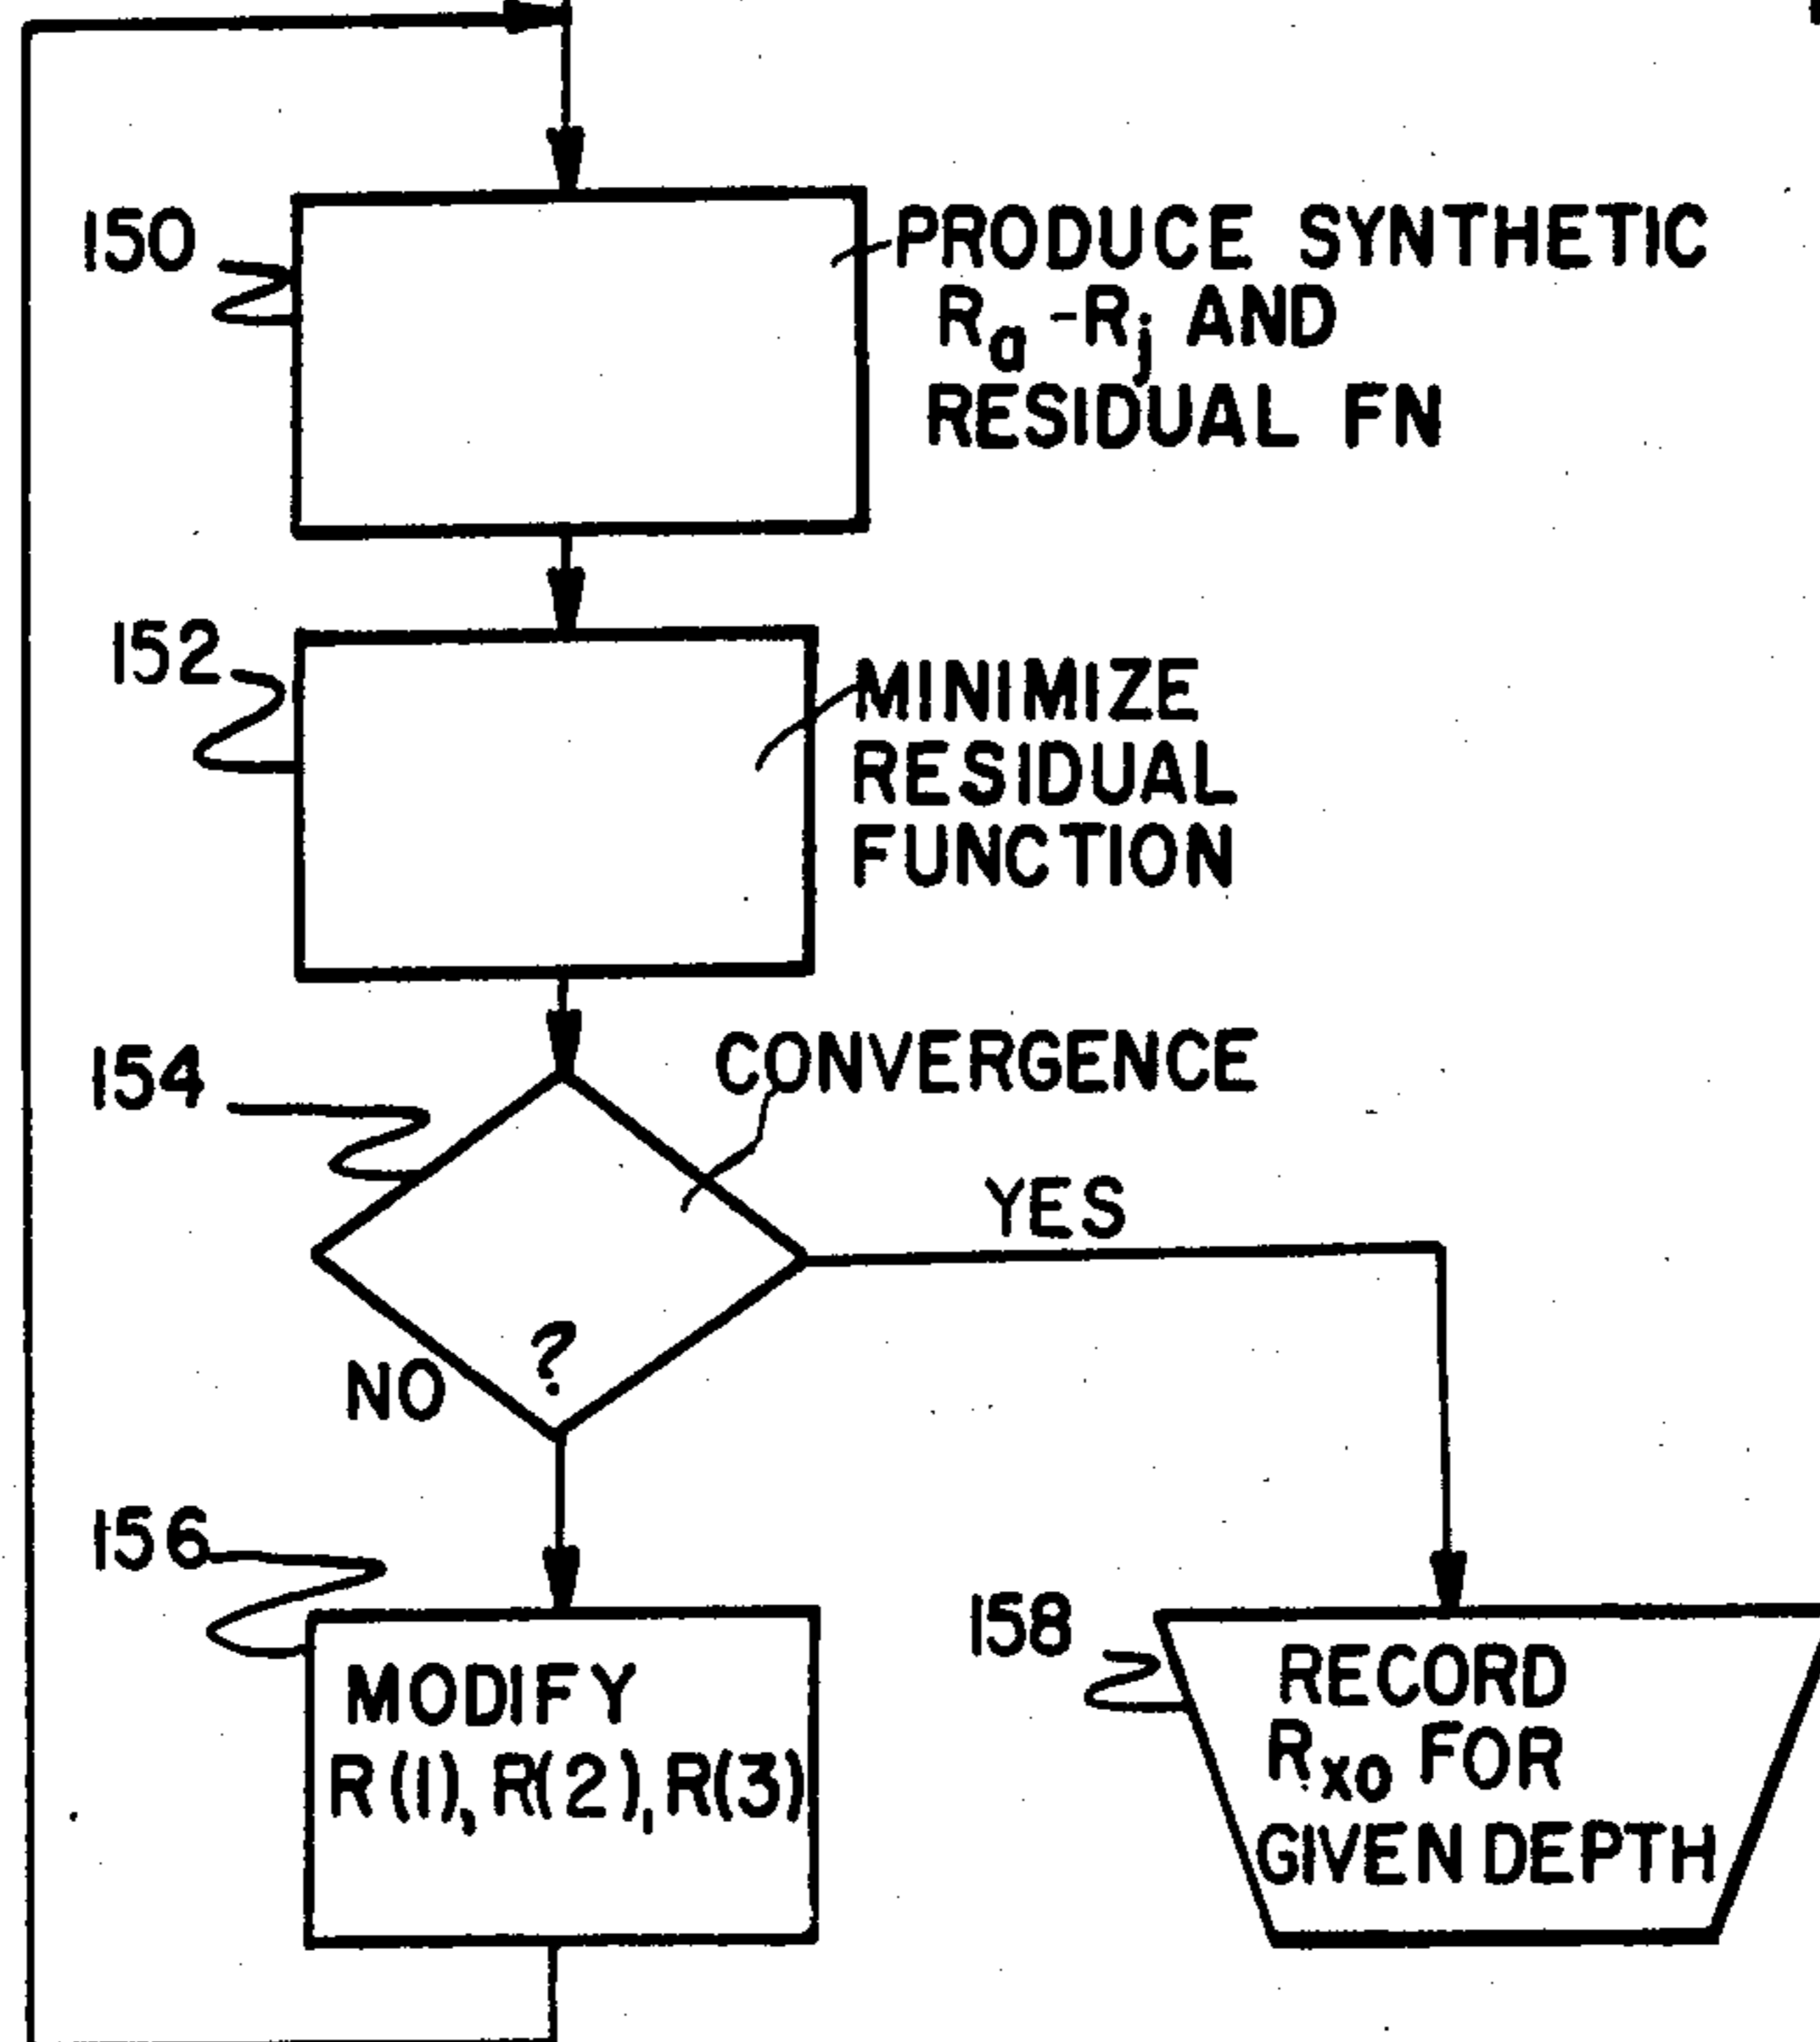 150
PRODUCE SYNTHETIC
Ra -Rj AND
RESIDUAL FN
152
MINIMIZE
RESIDUAL
FUNCTION
154
CONVERGENCE
YES
?
NO
156
MODIFY
R(1), R(2), R(3)
158
RECORD
Rxo FOR
GIVEN DEPTH